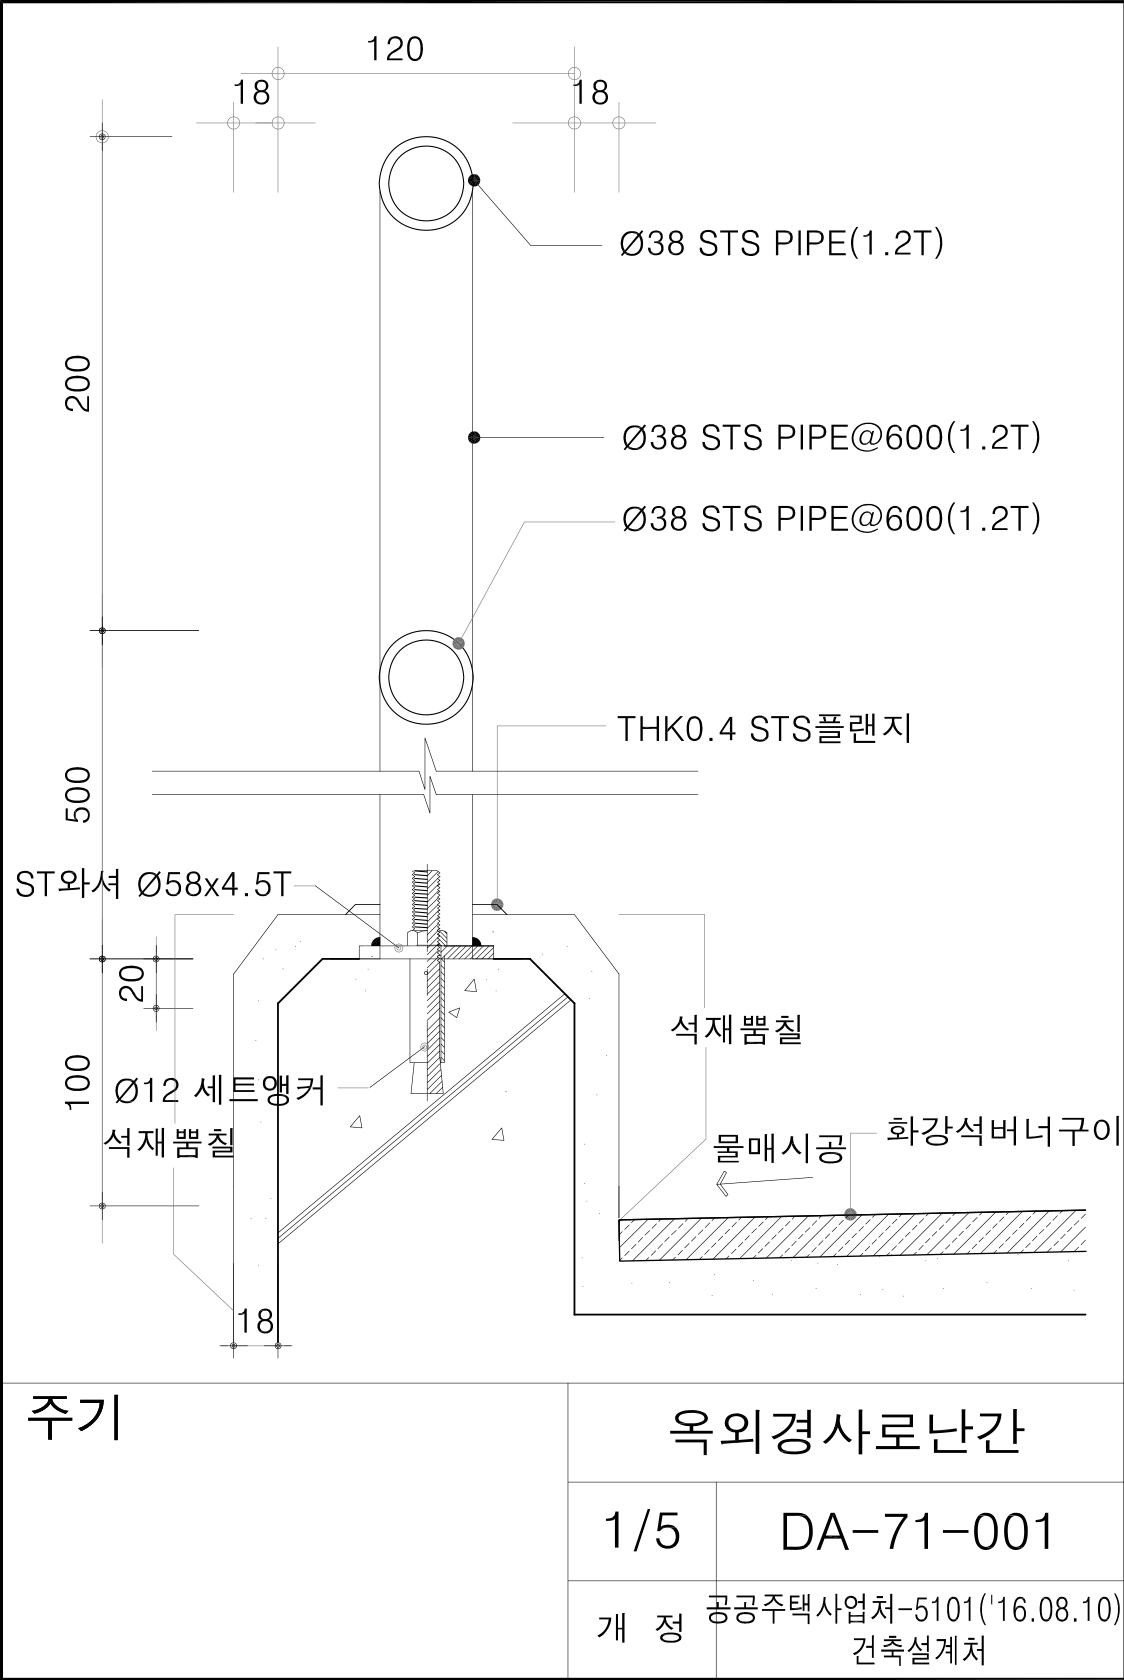 120
18
18
Ø38 STS PIPE(1.2T)
200
Ø38 STS PIPE@600(1.2T)
Ø38 STS PIPE@600(1.2T)
THK0.4 STS플랜지
500
ST와셔 Ø58x4.5T
20
석재뿜칠
100
Ø12 세트앵커
석재뿜칠
물매시공
화강석버너구이
18
주기
옥외경사로난간
1/5
DA-71-001
개 정
공공주택사업처-5101('16.08.10)
건축설계처